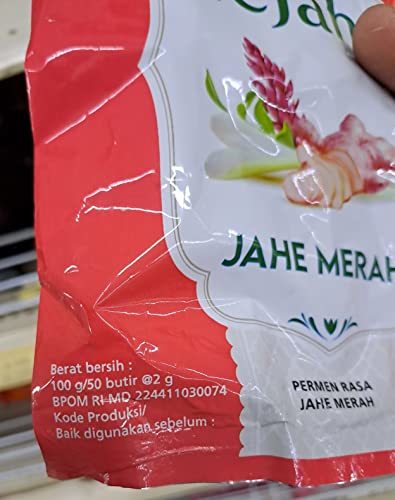 JAHE MERAH
Berat bersih :
100 g/50 butir @2 g
BPOM RI MD 224411030074
Kode Produksi/
Baik digunakan sebelum :
PERMEN RASA
JAHE MERAH